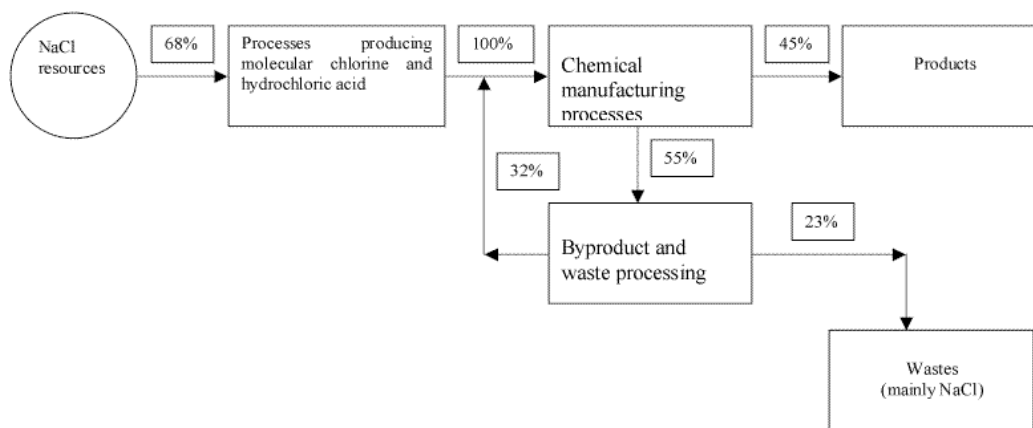 NaCl
resources
68%
Processes producing
molecular chlorine and
hydrochloric acid
100%
Chemical
manufacturing
processes
45%
Products
32%
55%
Byproduct and
waste processing
23%
Wastes
(mainly NaCl)